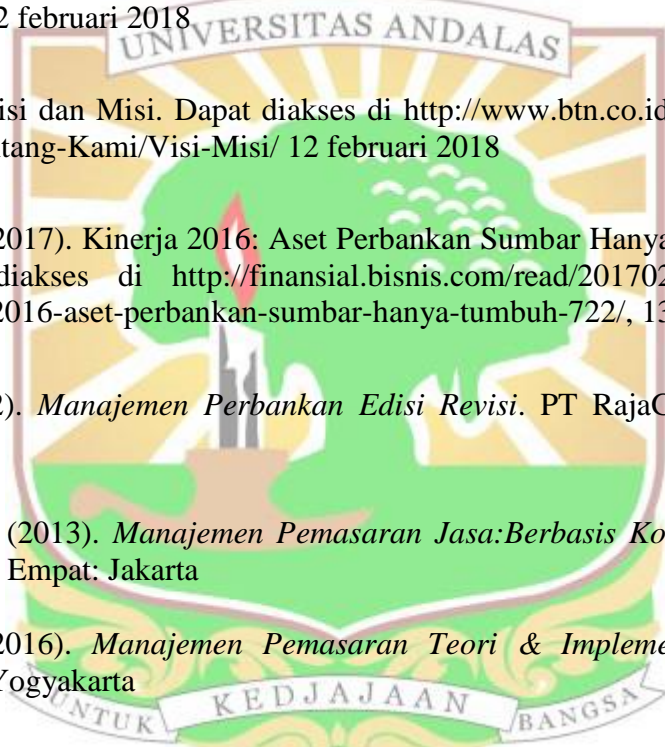 2 februari 2018
UNIVERSITAS ANDALAS
isi dan Misi. Dapat diakses di http://www.btn.co.id
tang-Kami/Visi-Misi/ 12 februari 2018
2017). Kinerja 2016: Aset Perbankan Sumbar Hanya
diakses di http://finansial.bisnis.com/read/201702
2016-aset-perbankan-sumbar-hanya-tumbuh-722/, 13
2). Manajemen Perbankan Edisi Revisi. PT RajaG
(2013). Manajemen Pemasaran Jasa:Berbasis Ko
Empat: Jakarta
2016). Manajemen Pemasaran Teori & Impleme
Yogyakarta
UNTUK KEDJAJAAN BANGSA